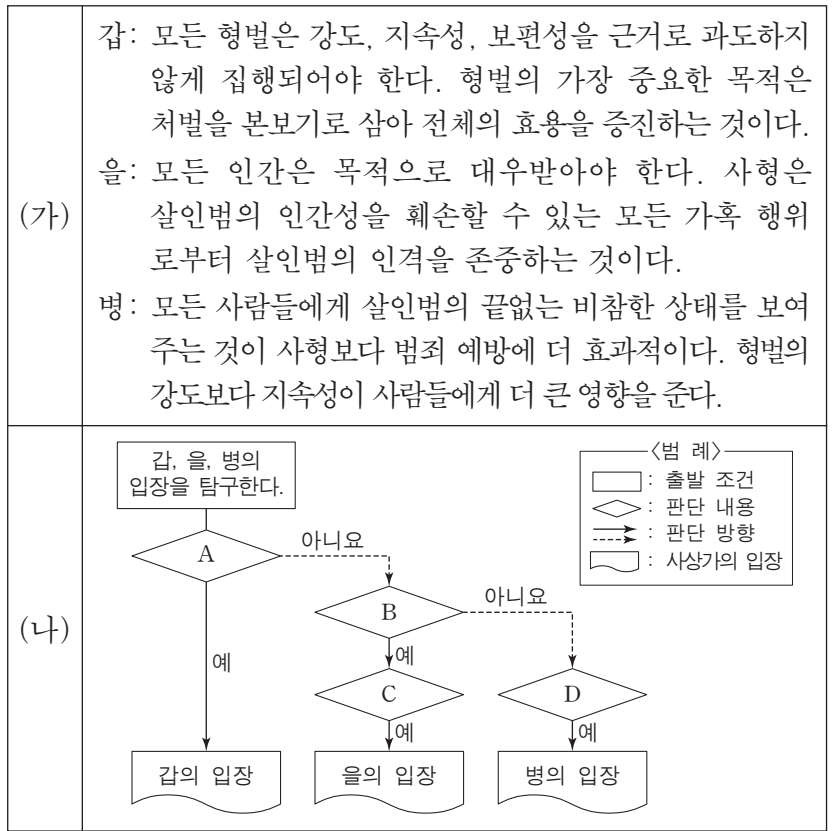 (가)
갑: 모든 형벌은 강도, 지속성, 보편성을 근거로 과도하지
않게 집행되어야 한다. 형벌의 가장 중요한 목적은
처벌을 본보기로 삼아 전체의 효용을 증진하는 것이다.
을: 모든 인간은 목적으로 대우받아야 한다. 사형은
살인범의 인간성을 훼손할 수 있는 모든 가혹 행위
로부터 살인범의 인격을 존중하는 것이다.
병: 모든 사람들에게 살인범의 끝없는 비참한 상태를 보여
주는 것이 사형보다 범죄 예방에 더 효과적이다. 형벌의
강도보다 지속성이 사람들에게 더 큰 영향을 준다.
(나)
갑, 을, 병의
입장을 탐구한다.
〈범 례〉
: 출발 조건
: 판단 내용
: 판단 방향
: 사상가의 입장
A
아니요
B
아니요
예
예
C
D
예
예
갑의 입장
을의 입장
병의 입장